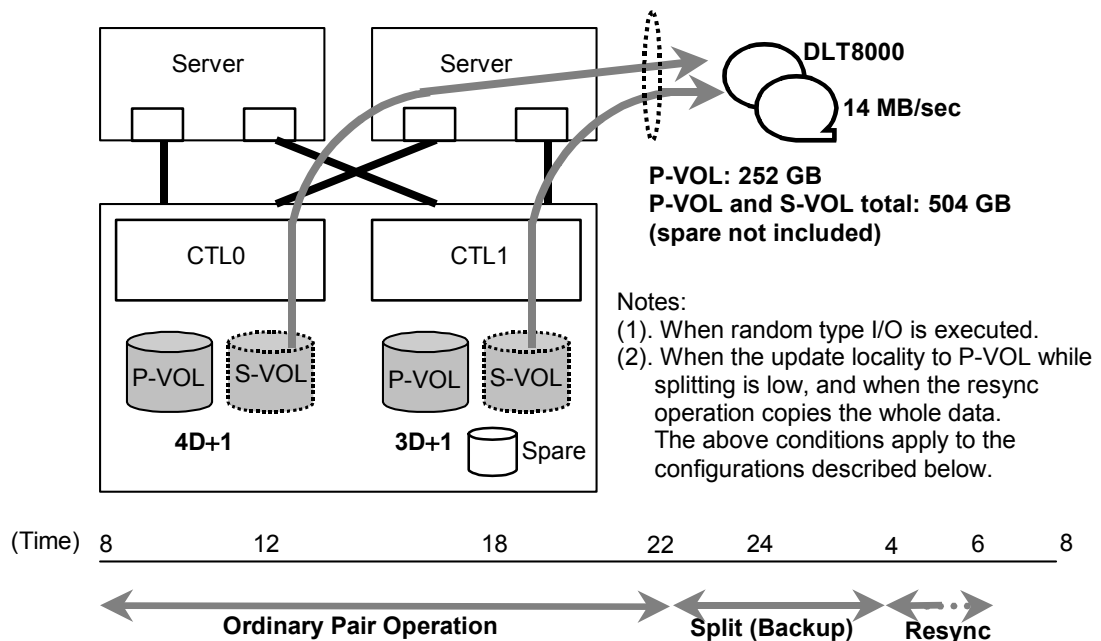 Server
Server
DLT8000
14 MB/sec
P-VOL: 252 GB
P-VOL and S-VOL total: 504 GB
(spare not included)
CTL0
CTL1
Notes:
(1). When random type I/O is executed.
(2). When the update locality to P-VOL while
splitting is low, and when the resync
operation copies the whole data.
The above conditions apply to the
configurations described below.
P-VOL
S-VOL
P-VOL
S-VOL
4D+1
3D+1
Spare
(Time) 8 12 18 22 24 4 6 8
Ordinary Pair Operation
Split (Backup)
Resync